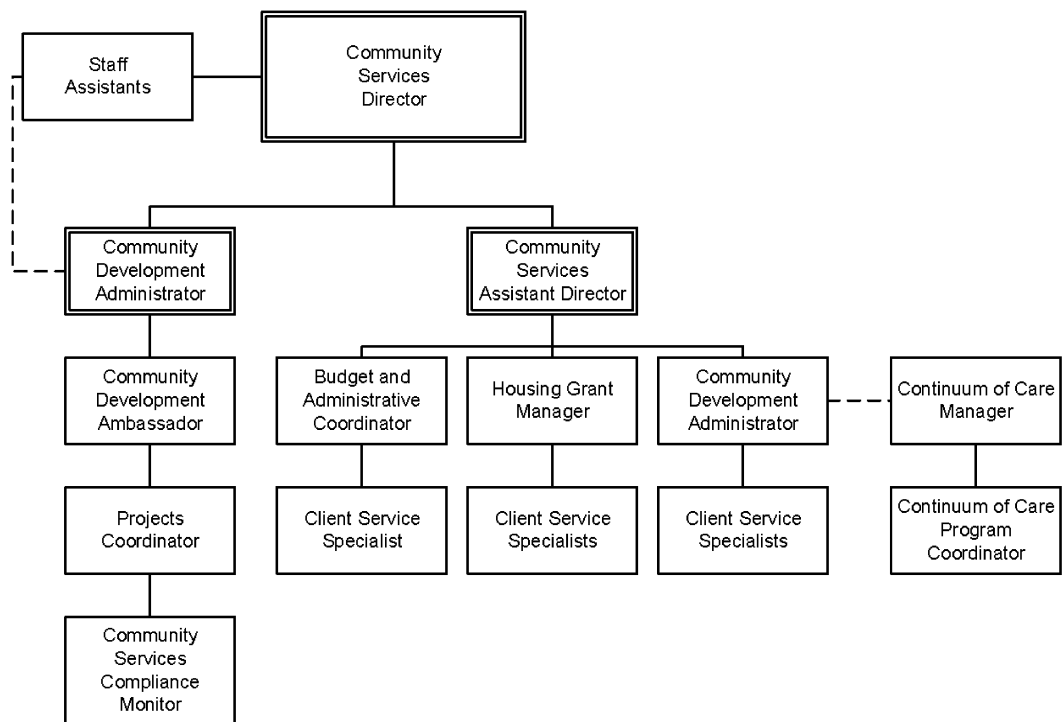 Staff
Assistants
Community
Services
Director
Community
Development
Administrator
Community
Services
Assistant Director
Community
Development
Ambassador
Budget and
Administrative
Coordinator
Housing Grant
Manager
Community
Development
Administrator
Continuum of Care
Manager
Projects
Coordinator
Client Service
Specialist
Client Service
Specialists
Client Service
Specialists
Continuum of Care
Program
Coordinator
Community
Services
Compliance
Monitor